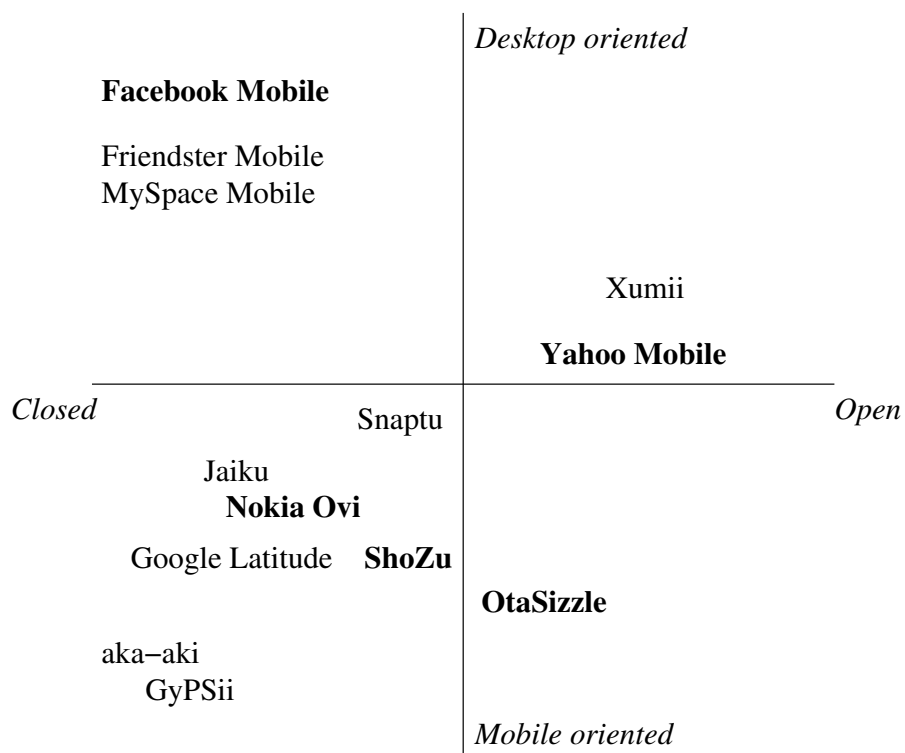 Desktop oriented
Facebook Mobile
Friendster Mobile
MySpace Mobile
Xumii
Yahoo Mobile
Closed
Open
Snaptu
Jaiku
Nokia Ovi
Google Latitude ShoZu
OtaSizzle
aka−aki
GyPSii
Mobile oriented